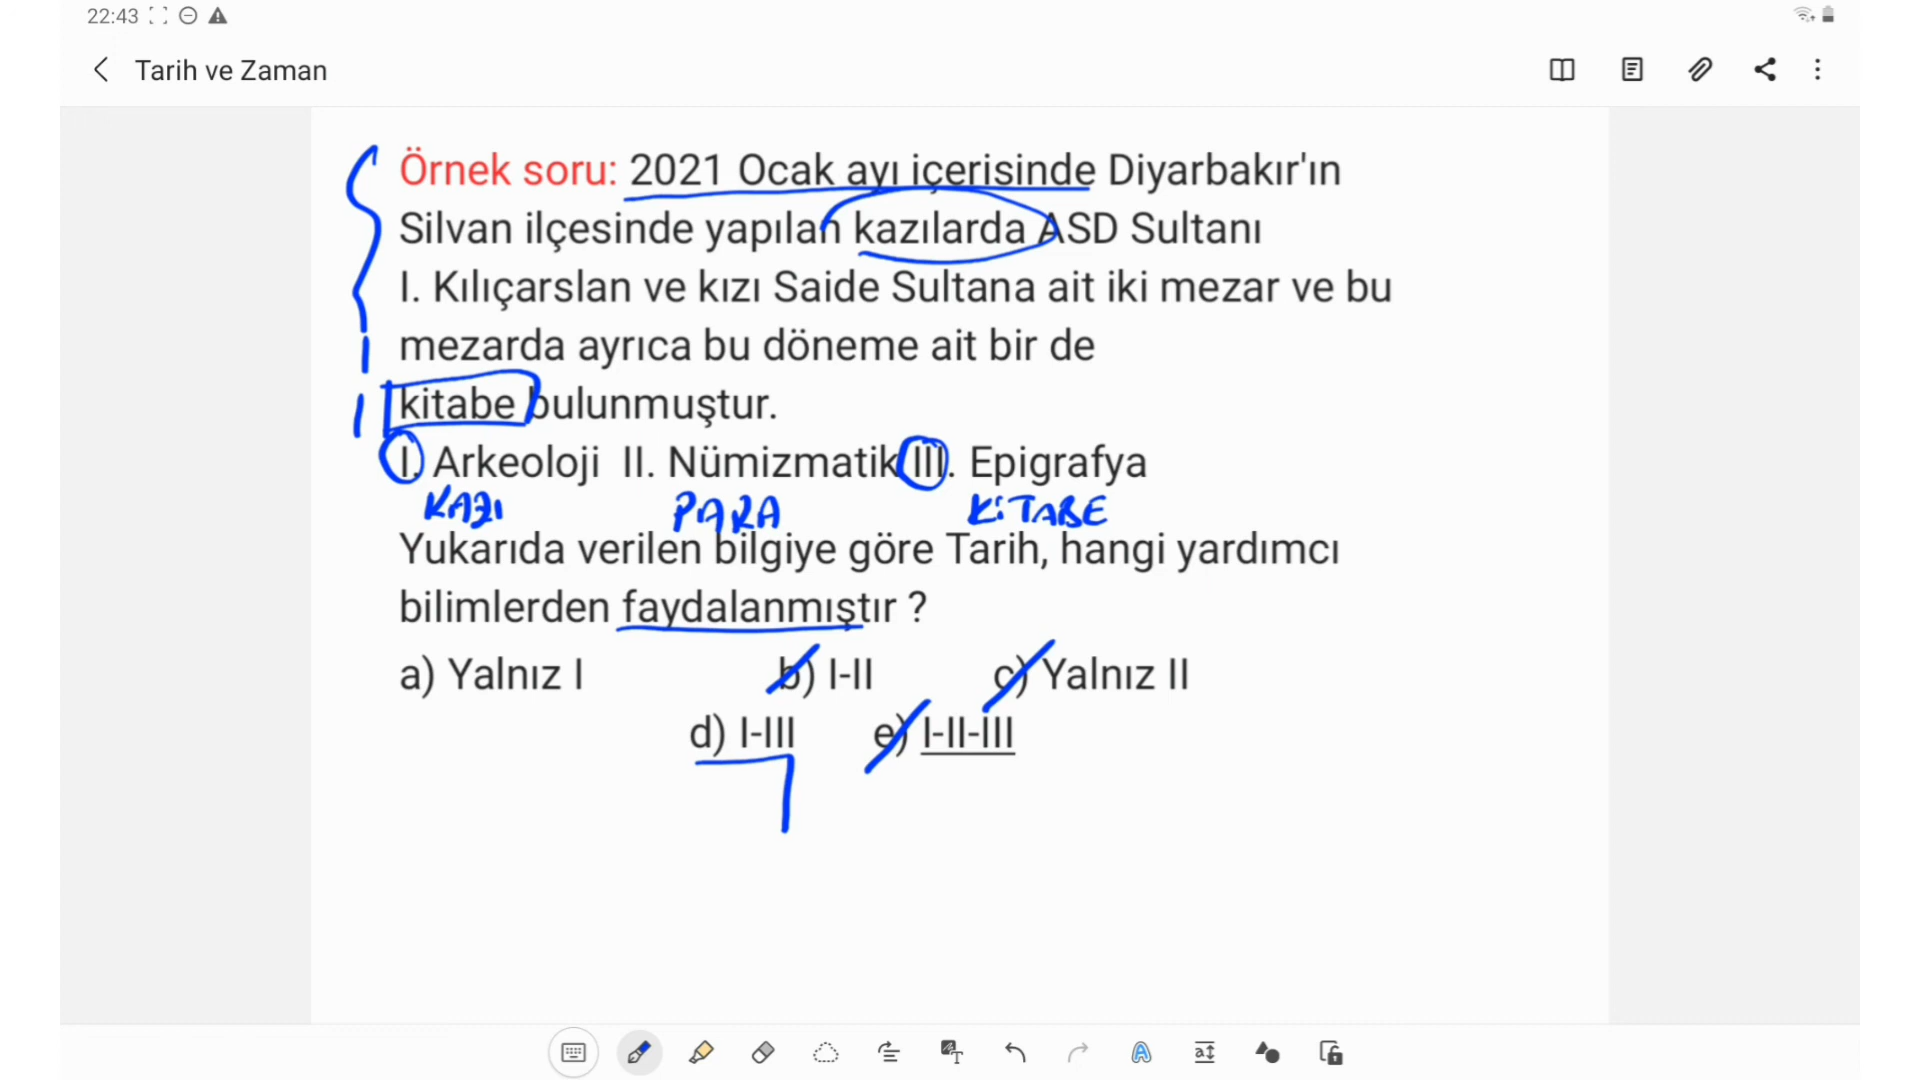 22:43
Tarih ve Zaman
Örnek soru: 2021 Ocak ayı içerisinde Diyarbakır'ın
Silvan ilçesinde yapılan kazılarda ASD Sultanı
I. Kılıçarslan ve kızı Saide Sultana ait iki mezar ve bu
mezarda ayrıca bu döneme ait bir de
kitabe bulunmuştur.
I. Arkeoloji II. Nümizmatik III. Epigrafya
KAZI PARA KİTABE
Yukarıda verilen bilgiye göre Tarih, hangi yardımcı
bilimlerden faydalanmıştır ?
a) Yalnız I b) I-II c) Yalnız II
d) I-III e) I-II-III